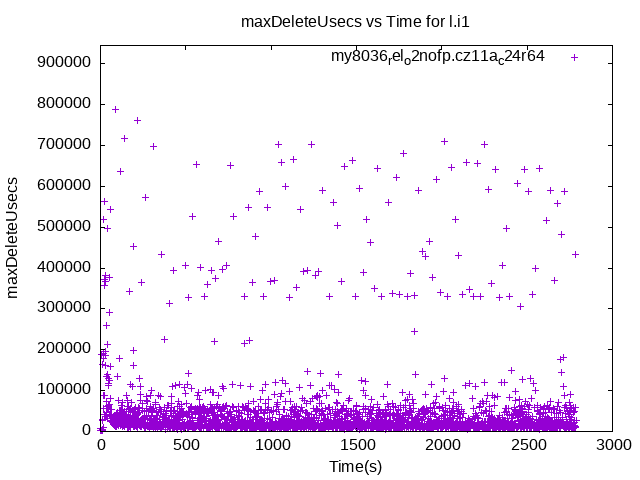 maxDeleteUsecs vs Time for l.i1
my8036rel_o2nofp.cz11a_c24r64
900000
800000
700000
600000
500000
400000
300000
200000
100000
0
maxDeleteUsecs
0 500 1000 1500 2000 2500 3000
Time(s)